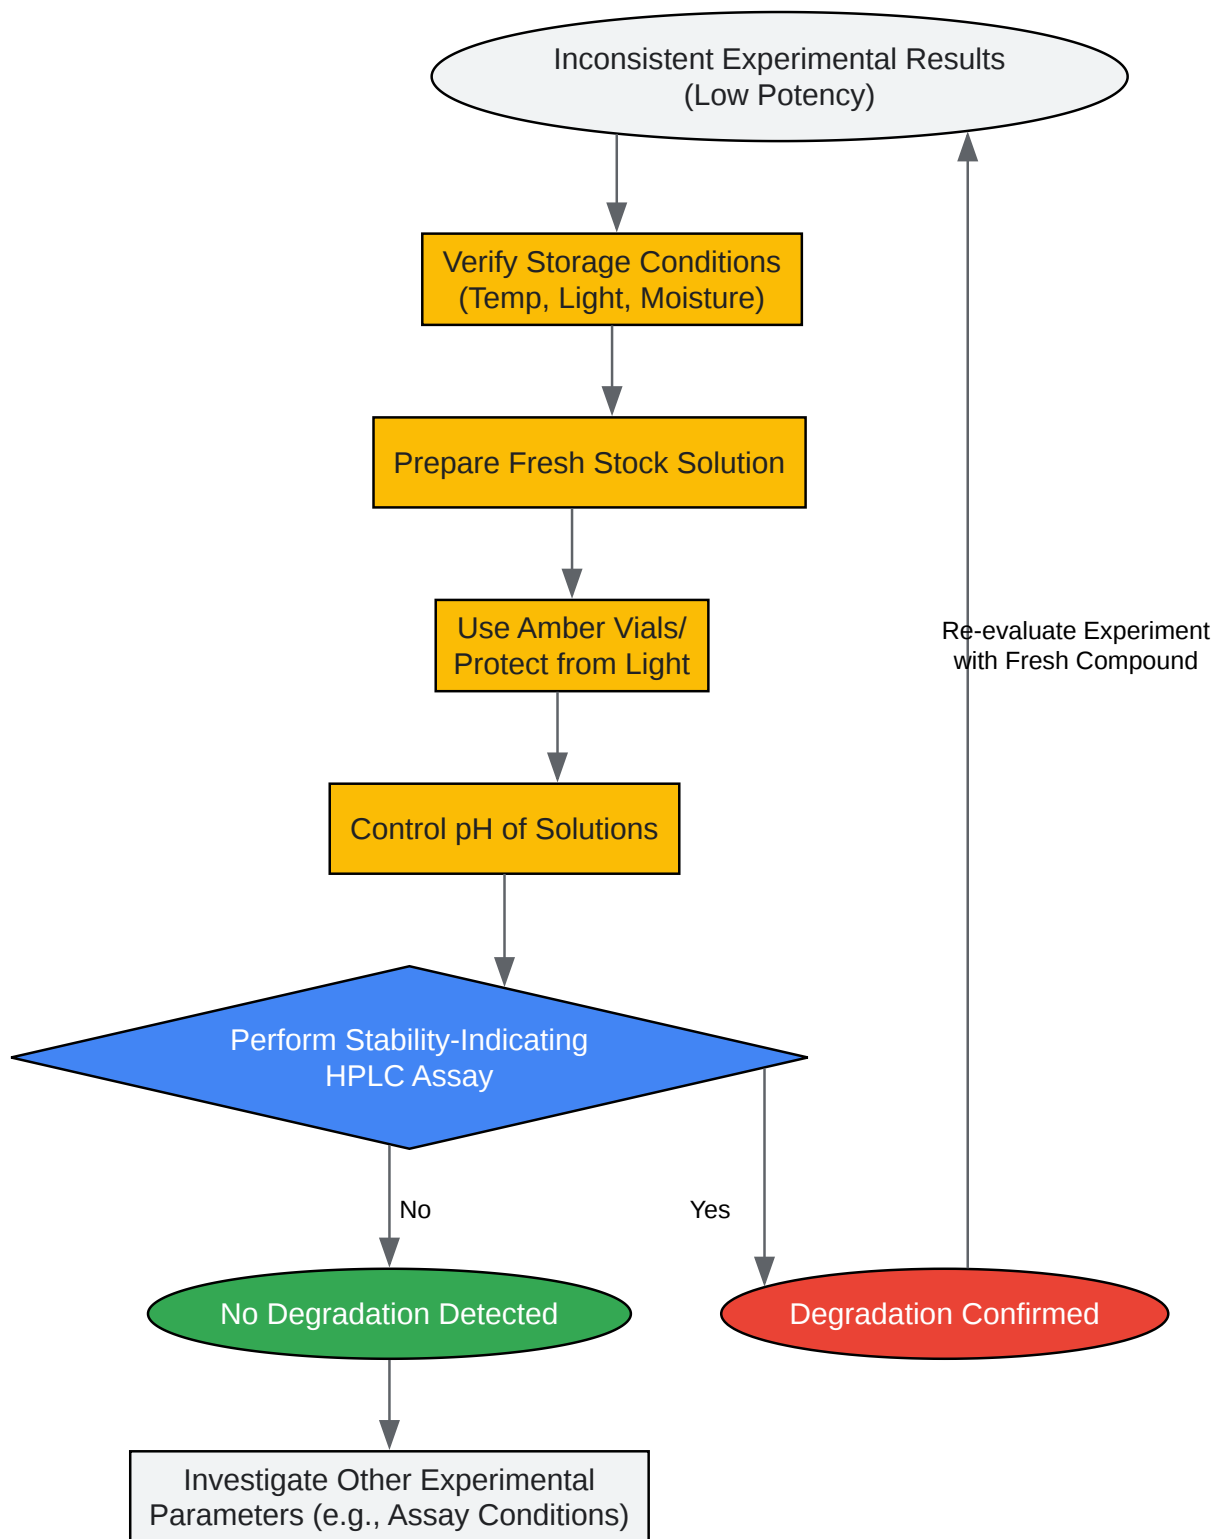 Inconsistent Experimental Results
(Low Potency)
Verify Storage Conditions
(Temp, Light, Moisture)
Prepare Fresh Stock Solution
Use Amber Vials/
Protect from Light
Re-evaluate Experiment
with Fresh Compound
Control pH of Solutions
Perform Stability-Indicating
HPLC Assay
No
Yes
No Degradation Detected
Degradation Confirmed
Investigate Other Experimental
Parameters (e.g., Assay Conditions)